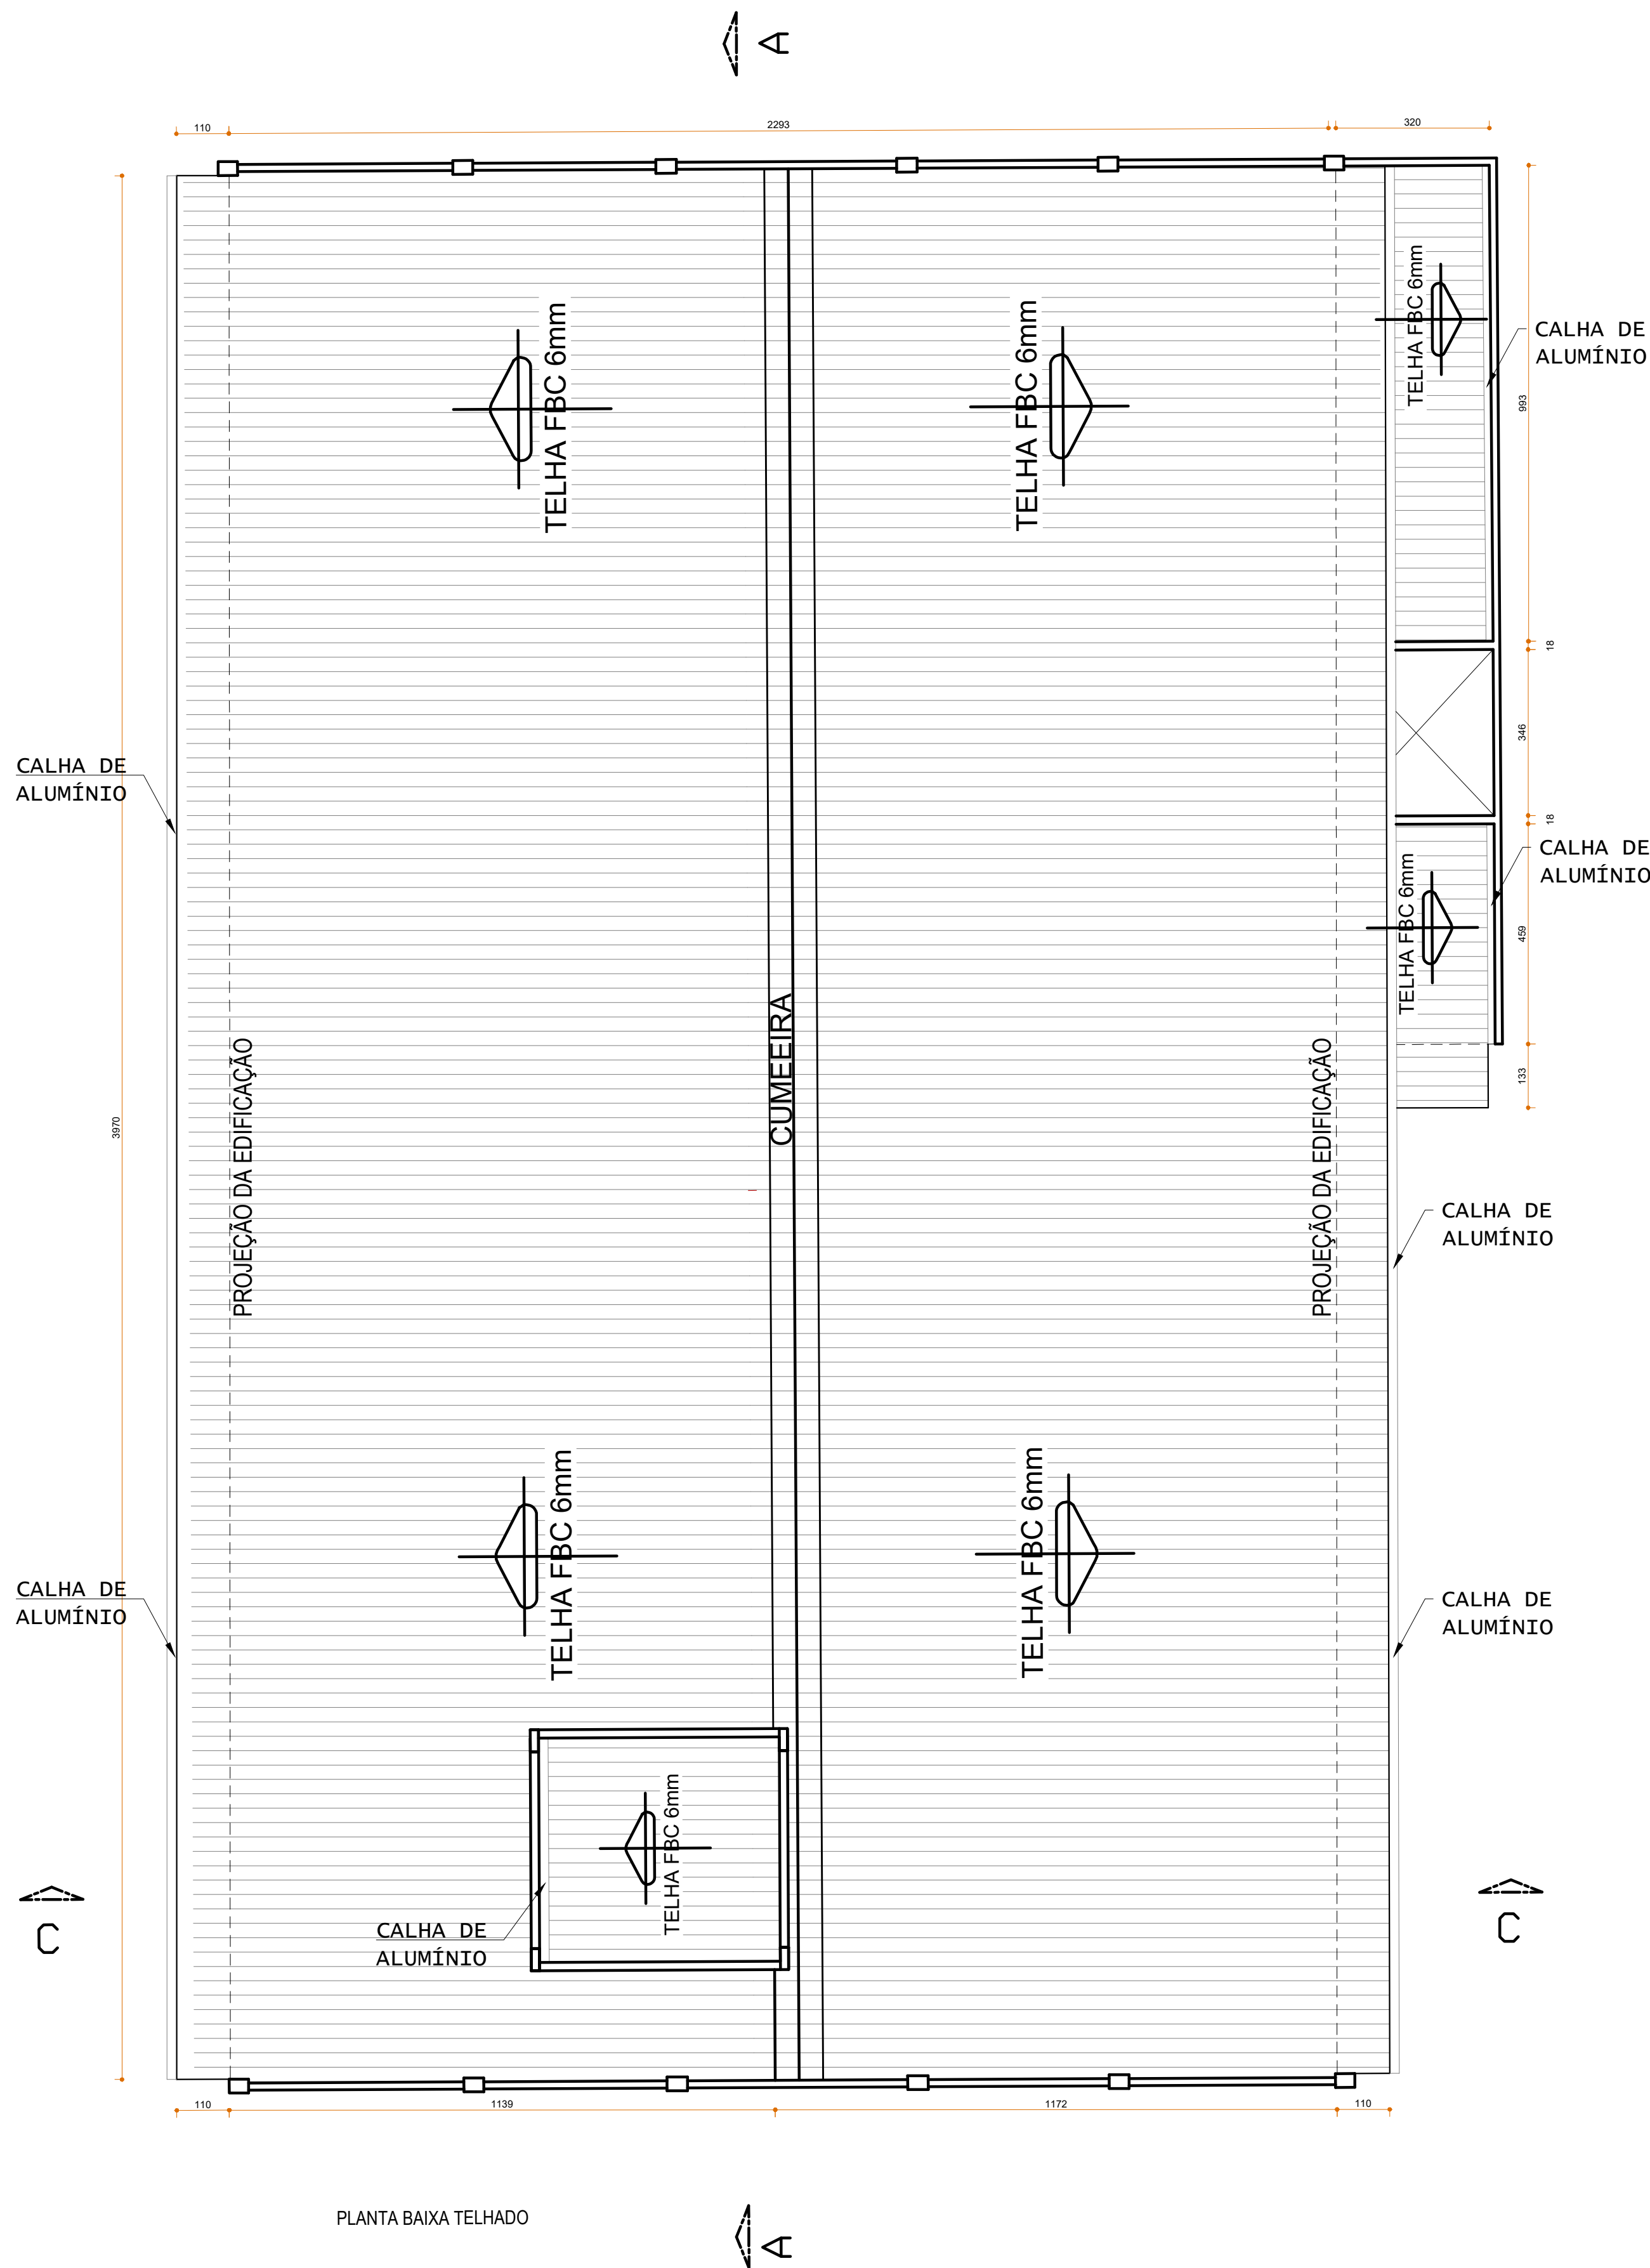 A
110
2293
320
TELHA FBC 6mm
TELHA FBC 6mm
TELHA FBC 6mm
CALHA DE
ALUMÍNIO
993
18
346
18
CALHA DE
ALUMÍNIO
CALHA DE
ALUMÍNIO
TELHA FBC 6mm
459
133
3970
PROJEÇÃO DA EDIFICAÇÃO
CUMEEIRA
PROJEÇÃO DA EDIFICAÇÃO
CALHA DE
ALUMÍNIO
TELHA FBC 6mm
TELHA FBC 6mm
CALHA DE
ALUMÍNIO
CALHA DE
ALUMÍNIO
TELHA FBC 6mm
CALHA DE
ALUMÍNIO
C
C
110
1139
1172
110
PLANTA BAIXA TELHADO
A